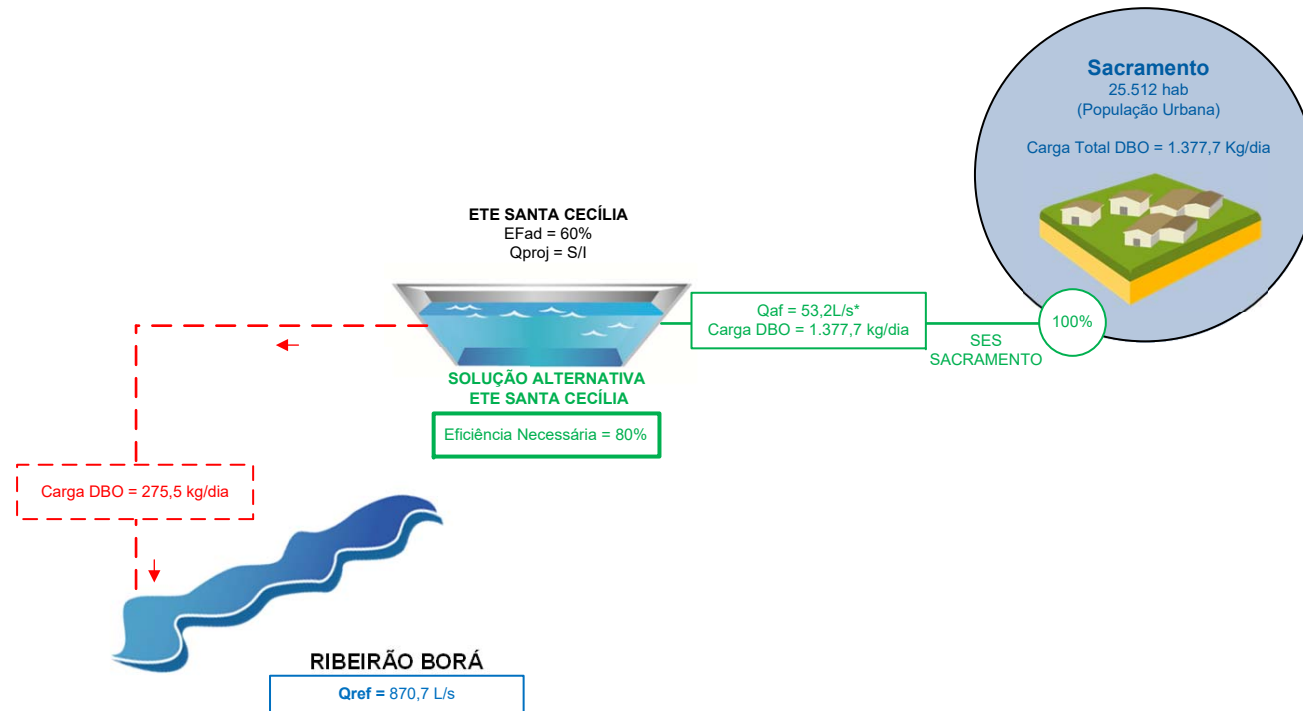 Sacramento
25.512 hab
(População Urbana)
Carga Total DBO = 1.377,7 Kg/dia
ETE SANTA CECÍLIA
EFad = 60%
Qproj = S/I
Qaf = 53,2L/s*
Carga DBO = 1.377,7 kg/dia
100%
SES
SACRAMENTO
SOLUÇÃO ALTERNATIVA
ETE SANTA CECÍLIA
Eficiência Necessária = 80%
Carga DBO = 275,5 kg/dia
RIBEIRÃO BORÁ
Qref = 870,7 L/s